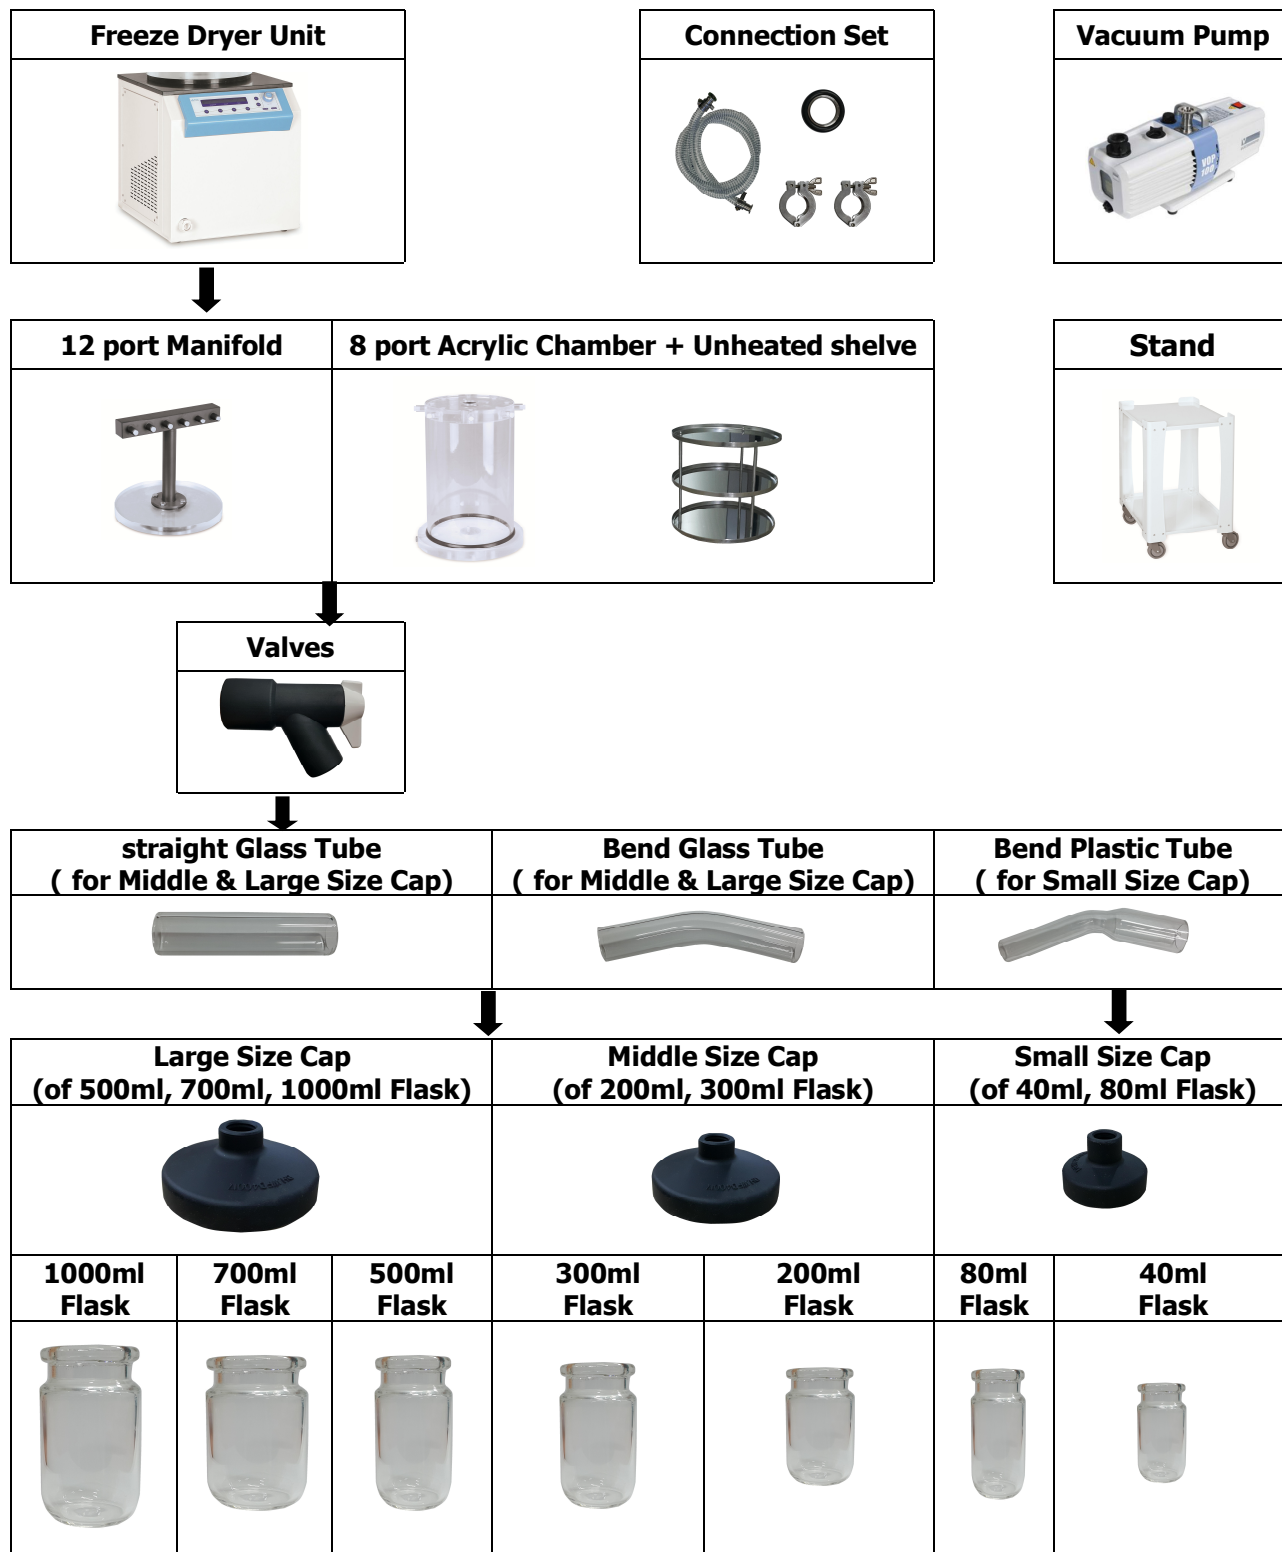 Freeze Dryer Unit
Connection Set
Vacuum Pump
VOP
100
12 port Manifold
8 port Acrylic Chamber + Unheated shelve
Stand
Valves
straight Glass Tube
( for Middle & Large Size Cap)
Bend Glass Tube
( for Middle & Large Size Cap)
Bend Plastic Tube
( for Small Size Cap)
Large Size Cap
(of 500ml, 700ml, 1000ml Flask)
Middle Size Cap
(of 200ml, 300ml Flask)
Small Size Cap
(of 40ml, 80ml Flask)
1000ml
Flask
700ml
Flask
500ml
Flask
300ml
Flask
200ml
Flask
80ml
Flask
40ml
Flask